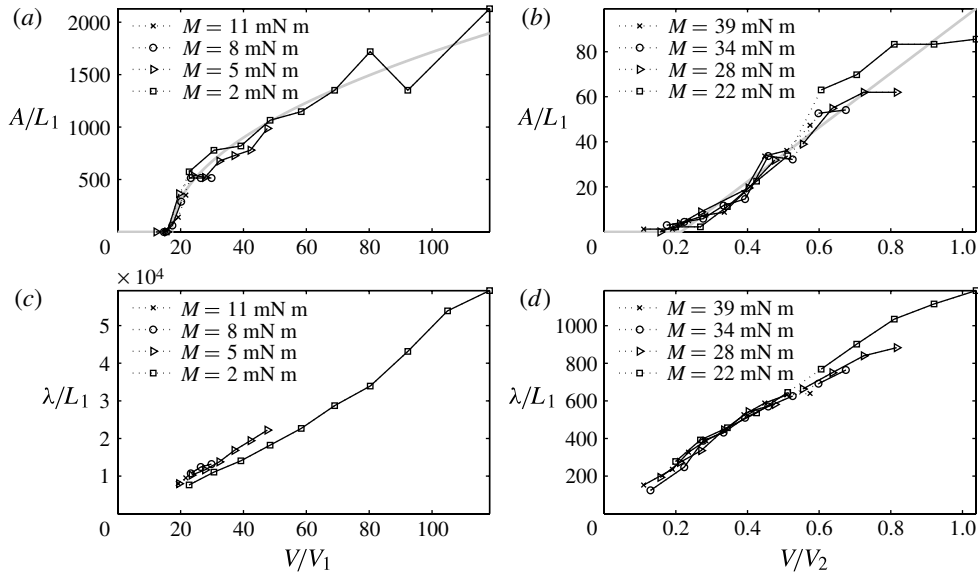 (a)
2000
1500
1000
500
0
A/L1
20 40 60 80 100
M = 11 mN m
M = 8 mN m
M = 5 mN m
M = 2 mN m
(b)
80
60
40
20
0
A/L1
0.2 0.4 0.6 0.8 1.0
M = 39 mN m
M = 34 mN m
M = 28 mN m
M = 22 mN m
(c)
× 10⁴
5
4
3
2
1
0
λ/L1
20 40 60 80 100
V/V1
M = 11 mN m
M = 8 mN m
M = 5 mN m
M = 2 mN m
(d)
1000
800
600
400
200
0
λ/L1
0.2 0.4 0.6 0.8 1.0
V/V2
M = 39 mN m
M = 34 mN m
M = 28 mN m
M = 22 mN m